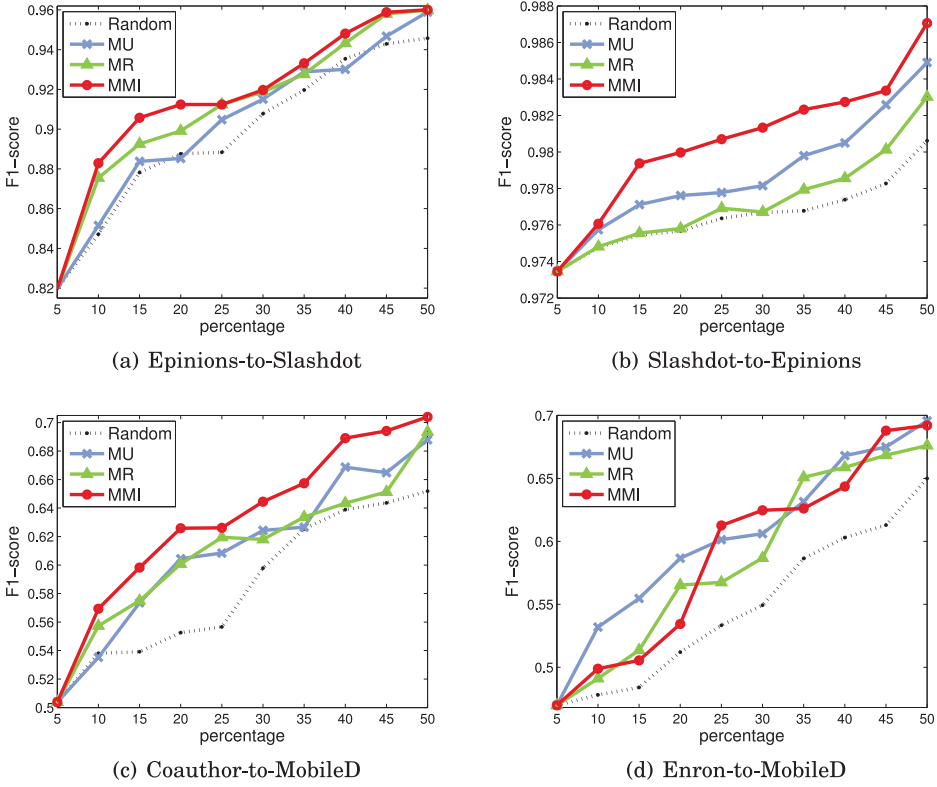 0.96
0.94
0.92
0.9
0.88
0.86
0.84
0.82
F1−score
Random
MU
MR
MMI
5 10 15 20 25 30 35 40 45 50
percentage
(a) Epinions-to-Slashdot
0.988
0.986
0.984
0.982
0.98
0.978
0.976
0.974
0.972
F1−score
Random
MU
MR
MMI
5 10 15 20 25 30 35 40 45 50
percentage
(b) Slashdot-to-Epinions
0.7
0.68
0.66
0.64
0.62
0.6
0.58
0.56
0.54
0.52
0.5
F1−score
Random
MU
MR
MMI
5 10 15 20 25 30 35 40 45 50
percentage
(c) Coauthor-to-MobileD
0.7
0.65
0.6
0.55
0.5
F1−score
Random
MU
MR
MMI
5 10 15 20 25 30 35 40 45 50
percentage
(d) Enron-to-MobileD